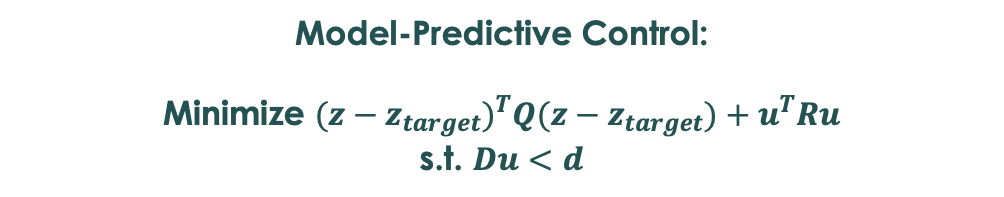 Model-Predictive Control:
Minimize (z − z_target)^T Q(z − z_target) + u^T Ru
s.t. Du < d